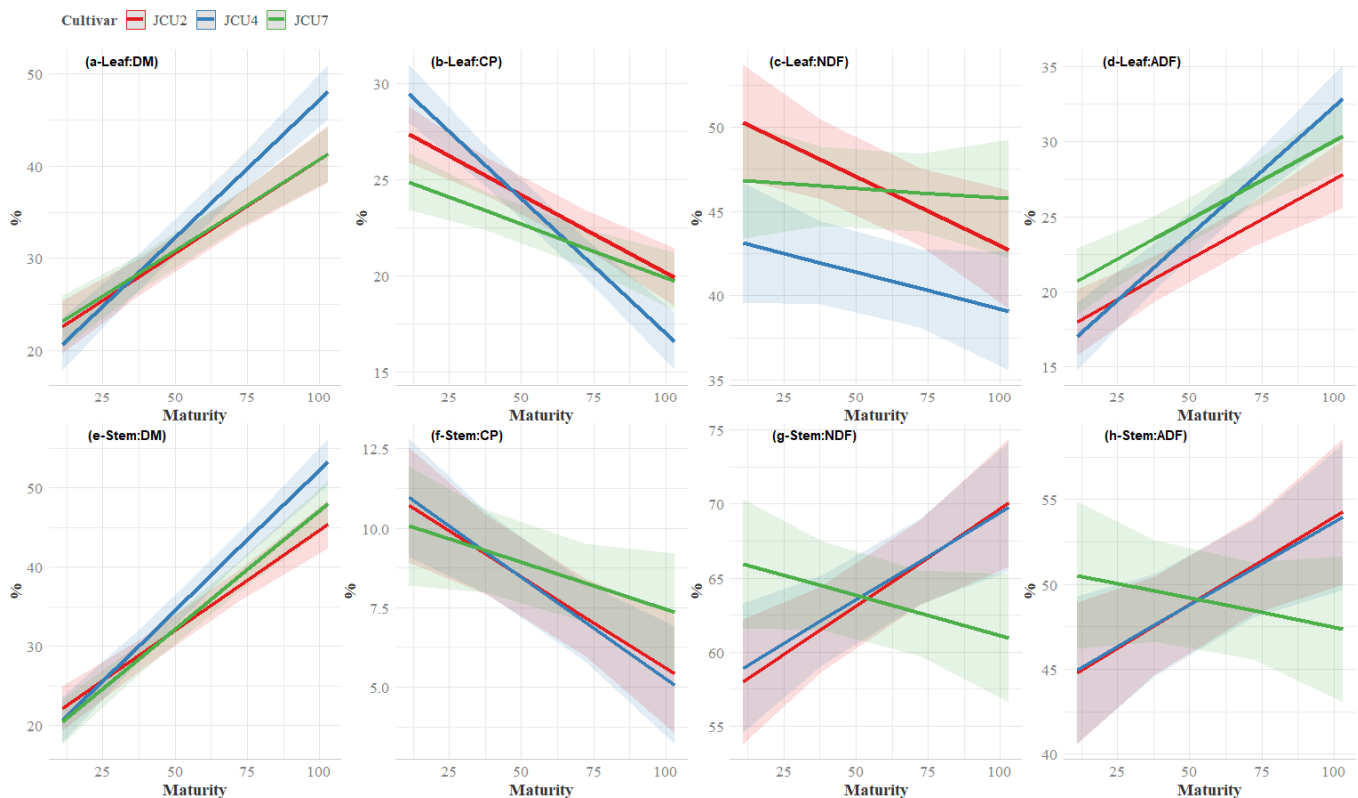 Cultivar JCU2 JCU4 JCU7
(a-Leaf:DM) (b-Leaf:CP) (c-Leaf:NDF) (d-Leaf:ADF)
50 30 50 35
40 25 45 30
30 20 40 25
20 15 35 20
15
% % % %
25 50 75 100 25 50 75 100 25 50 75 100 25 50 75 100
Maturity Maturity Maturity Maturity
(e-Stem:DM) (f-Stem:CP) (g-Stem:NDF) (h-Stem:ADF)
50 12.5 75 55
40 10.0 70 50
30 7.5 65 45
20 5.0 60 40
55
% % % %
25 50 75 100 25 50 75 100 25 50 75 100 25 50 75 100
Maturity Maturity Maturity Maturity